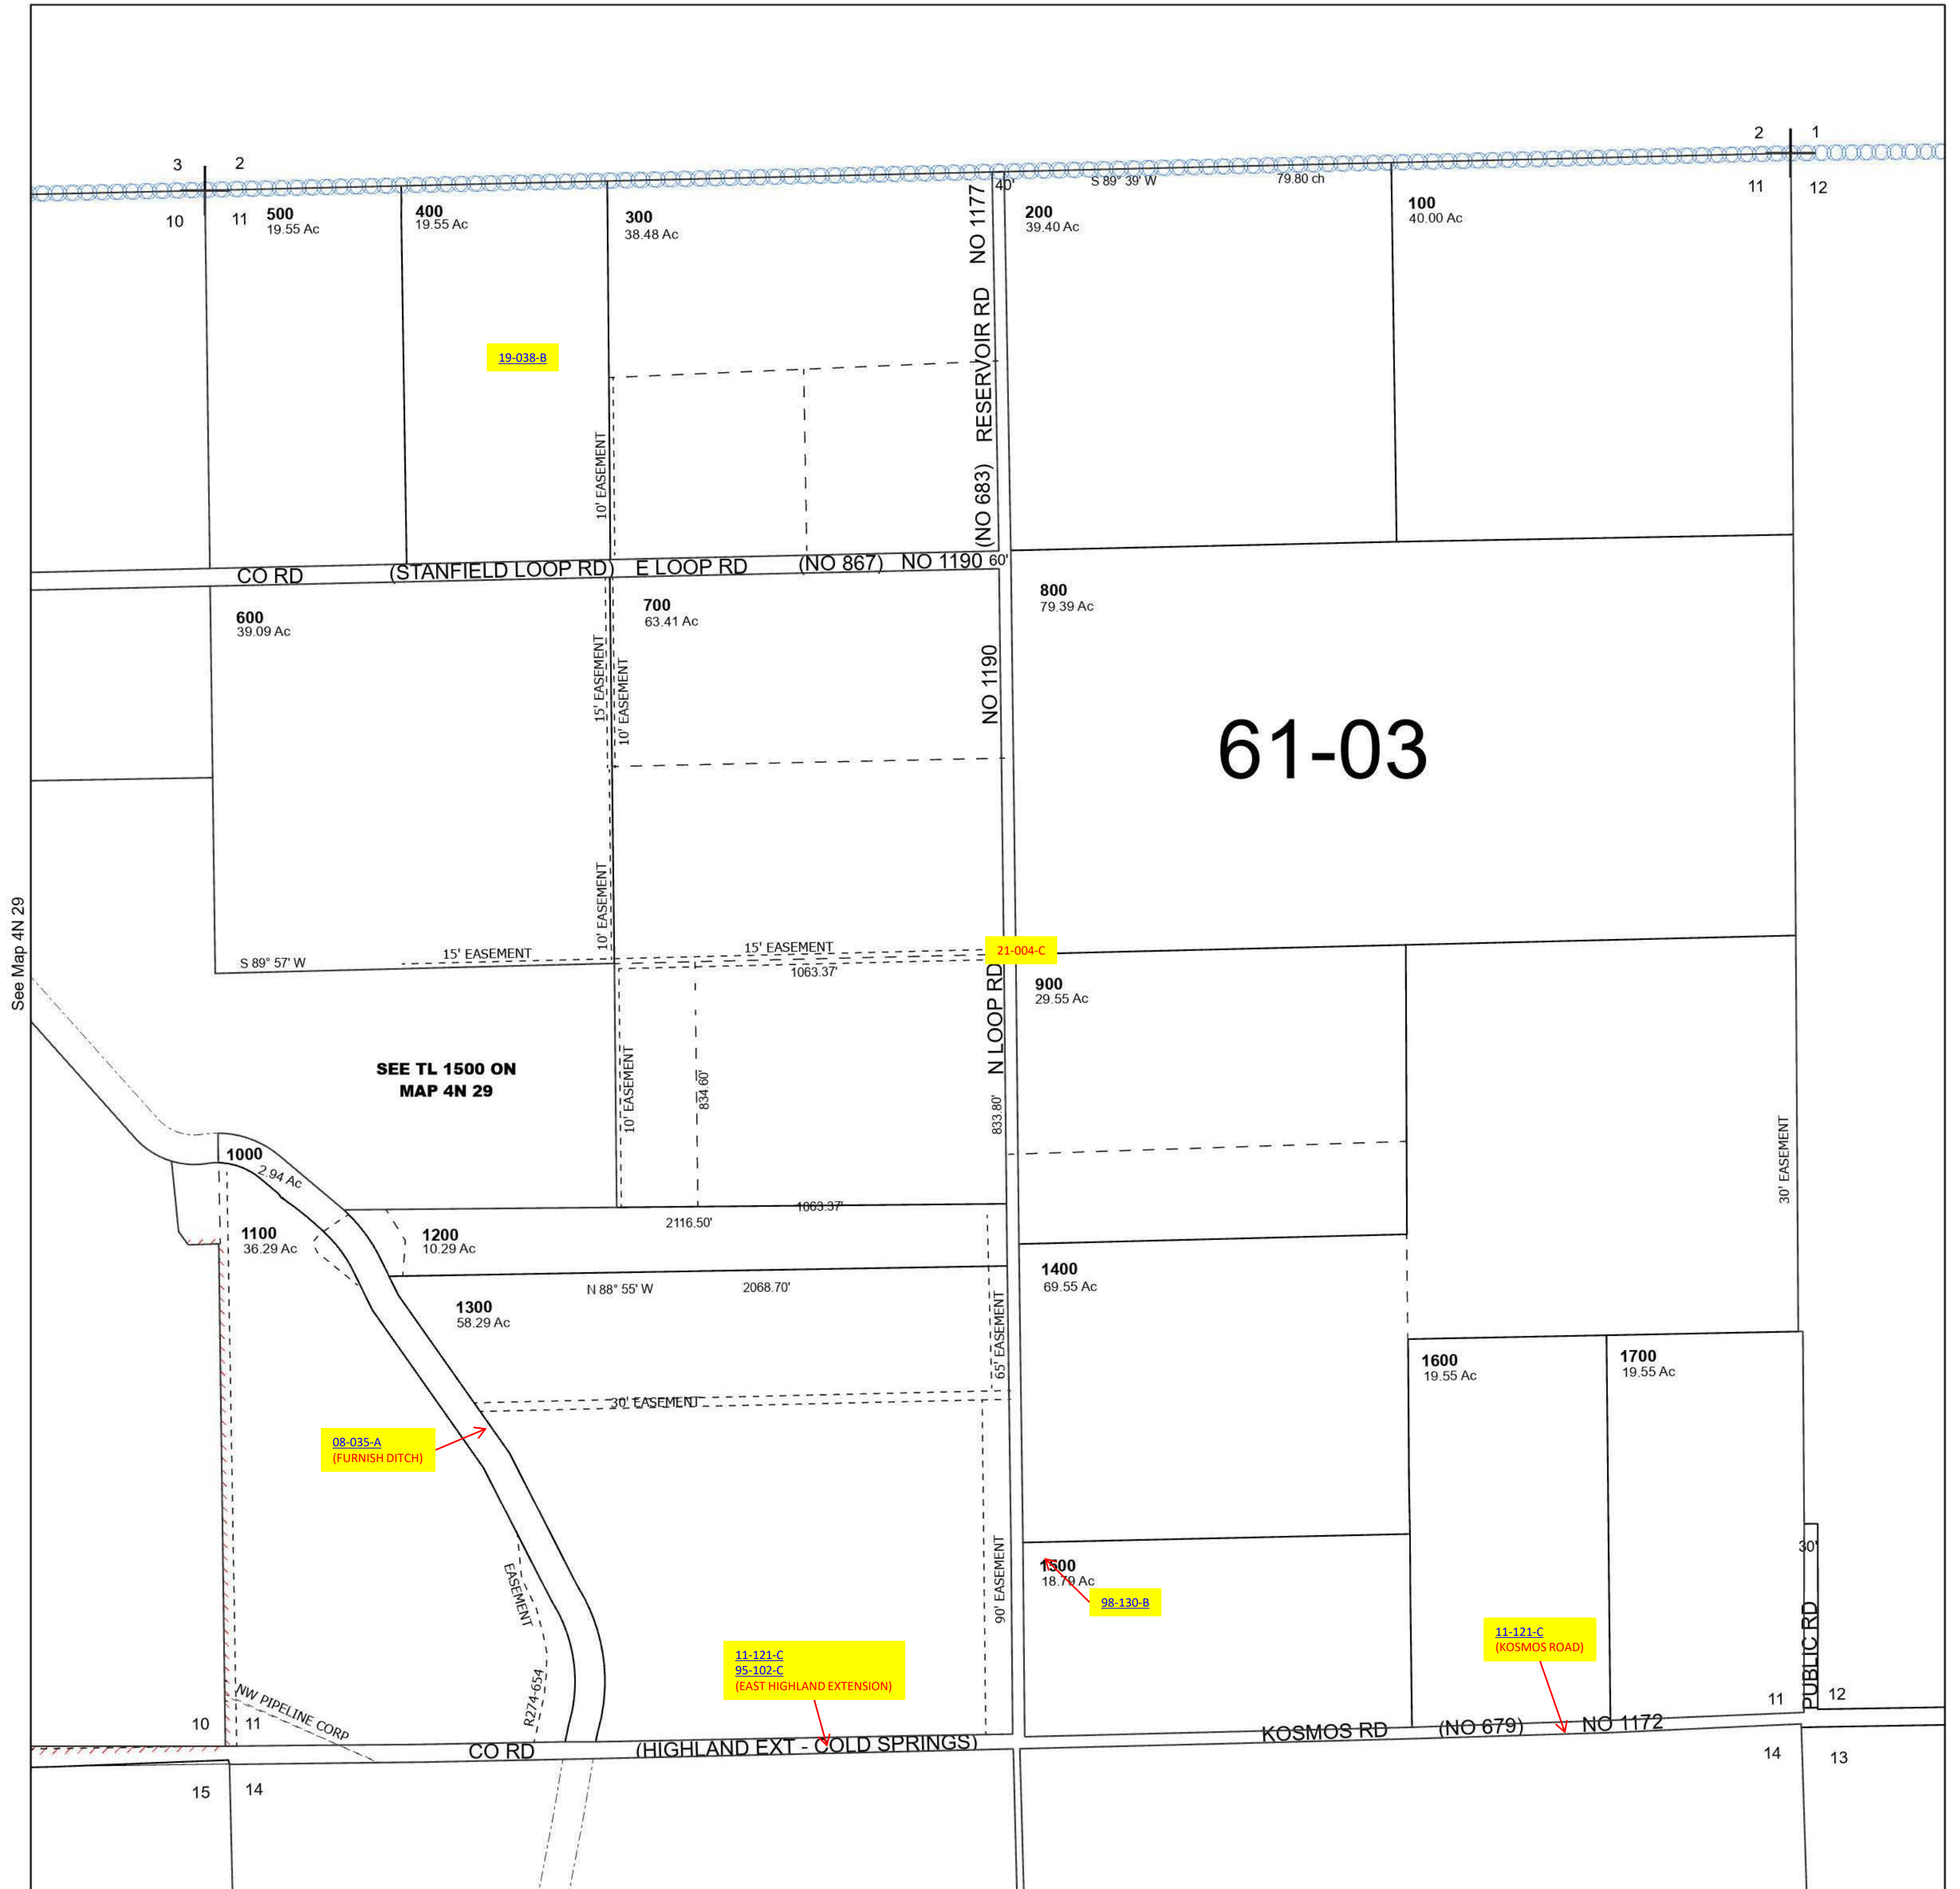 2
1
3
2
S 89° 39' W
79.80 ch
40'
11
12
10
11
500
19.55 Ac
400
19.55 Ac
300
38.48 Ac
NO 1177
RESERVOIR RD
(NO 683)
200
39.40 Ac
100
40.00 Ac
19-038-B
10' EASEMENT
CO RD
(STANFIELD LOOP RD)
E LOOP RD
(NO 867)
NO 1190
60'
600
39.09 Ac
700
63.41 Ac
800
79.39 Ac
15' EASEMENT
10' EASEMENT
NO 1190
61-03
See Map 4N 29
10' EASEMENT
S 89° 57' W
15' EASEMENT
15' EASEMENT
1063.37'
21-004-C
N LOOP RD
900
29.55 Ac
SEE TL 1500 ON
MAP 4N 29
10' EASEMENT
834.60'
833.80'
30' EASEMENT
1000
2.94 Ac
1063.37'
2116.50'
1100
36.29 Ac
1200
10.29 Ac
N 88° 55' W
2068.70'
1300
58.29 Ac
65' EASEMENT
1400
69.55 Ac
30' EASEMENT
1600
19.55 Ac
1700
19.55 Ac
08-035-A
(FURNISH DITCH)
EASEMENT
R274-654
90' EASEMENT
1500
18.79 Ac
98-130-B
30'
PUBLIC RD
11-121-C
95-102-C
(EAST HIGHLAND EXTENSION)
11-121-C
(KOSMOS ROAD)
NW PIPELINE CORP
10
11
11
12
CO RD
(HIGHLAND EXT - COLD SPRINGS)
KOSMOS RD
(NO 679)
NO 1172
15
14
14
13